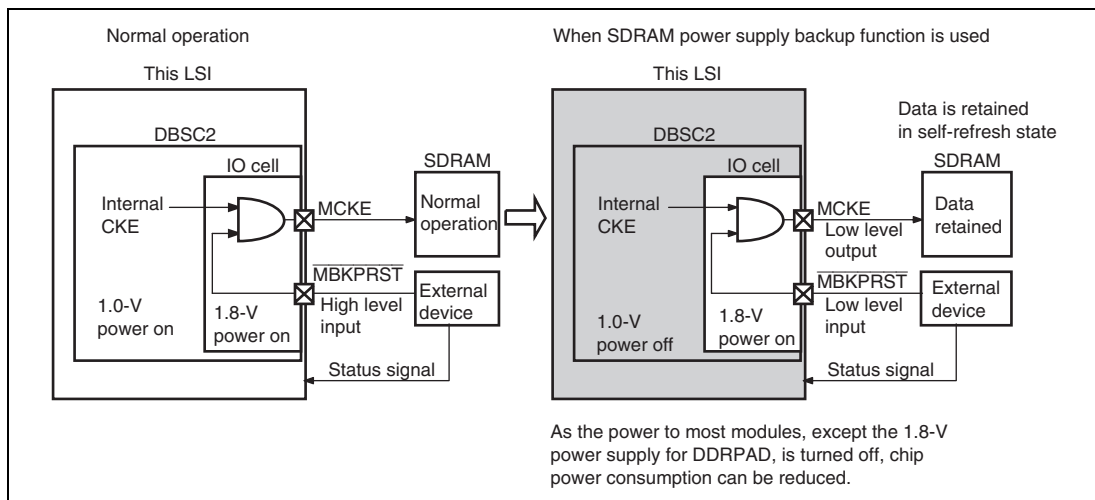 Normal operation
This LSI
DBSC2
IO cell
Internal
CKE
MCKE
SDRAM
Normal
operation
MBKPRST
High level
input
External
device
1.0-V
power on
1.8-V
power on
Status signal
When SDRAM power supply backup function is used
This LSI
Data is retained
in self-refresh state
DBSC2
IO cell
Internal
CKE
MCKE
Low level
output
SDRAM
Data
retained
MBKPRST
Low level
input
External
device
1.0-V
power off
1.8-V
power on
Status signal
As the power to most modules, except the 1.8-V
power supply for DDRPAD, is turned off, chip
power consumption can be reduced.